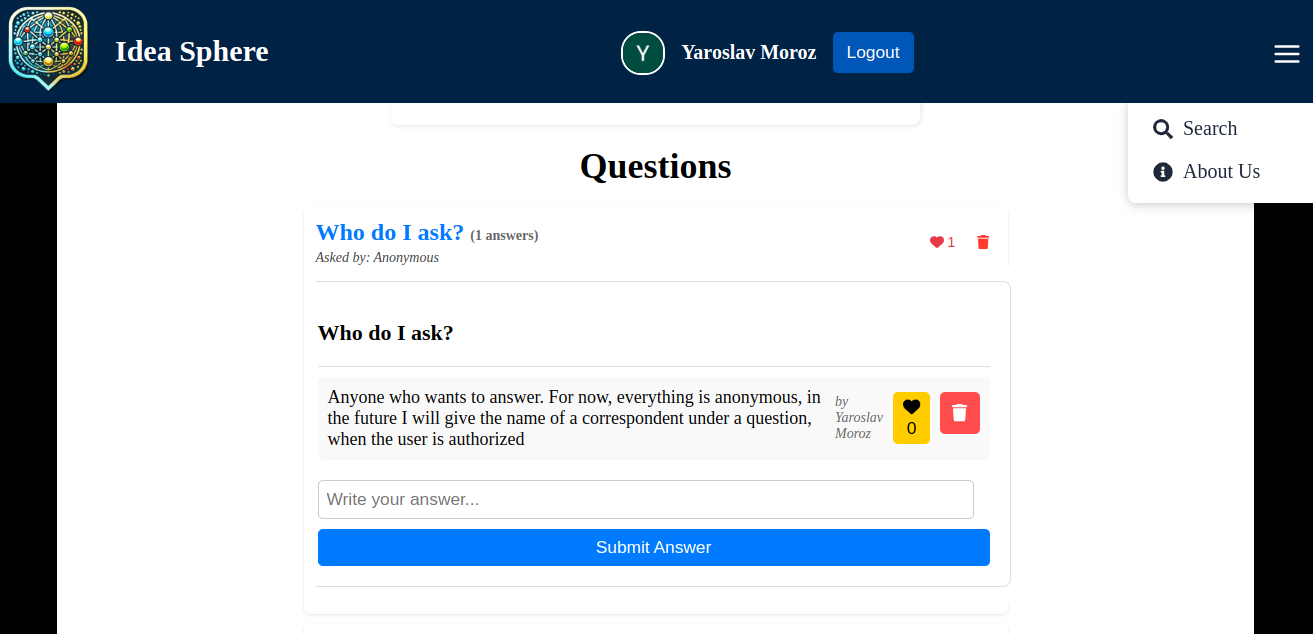 Idea Sphere
Y
Yaroslav Moroz
Logout
Search
About Us
Questions
Who do I ask? (1 answers)
Asked by: Anonymous
1
Who do I ask?
Anyone who wants to answer. For now, everything is anonymous, in
the future I will give the name of a correspondent under a question,
when the user is authorized
by
Yaroslav
Moroz
0
Write your answer...
Submit Answer